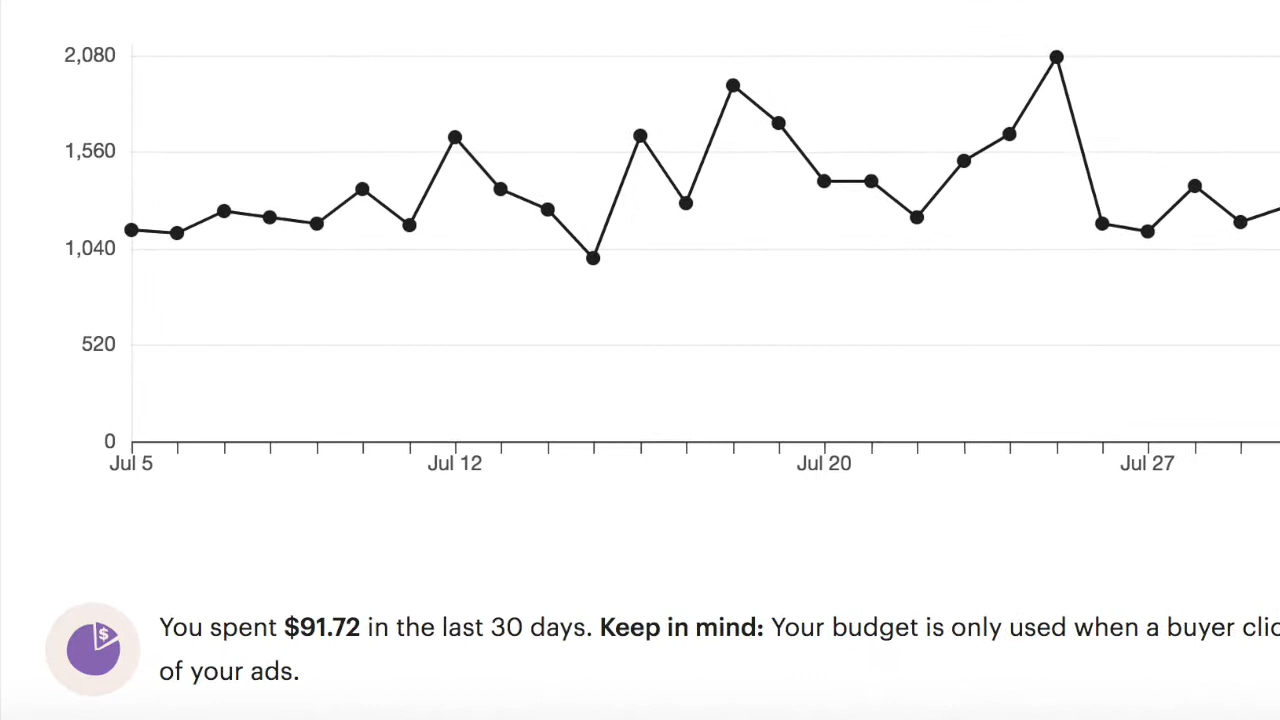 2,080
1,560
1,040
520
0
Jul 5 Jul 12 Jul 20 Jul 27
$
You spent $91.72 in the last 30 days. Keep in mind: Your budget is only used when a buyer clic
of your ads.